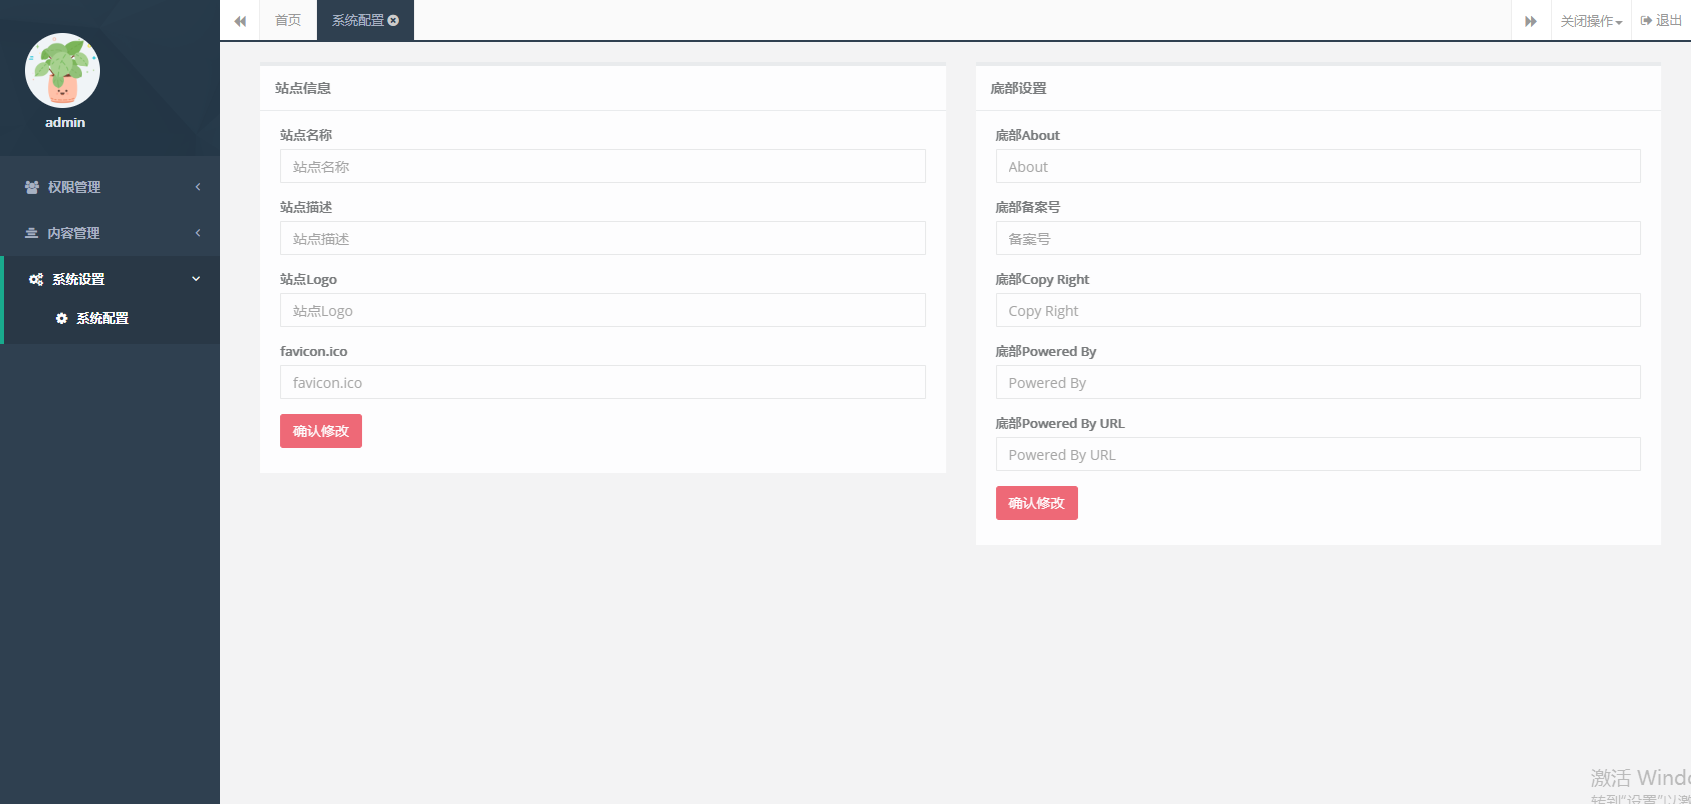 首页
系统配置
关闭操作
退出
admin
权限管理
内容管理
系统设置
系统配置
站点信息
站点名称
站点名称
站点描述
站点描述
站点Logo
站点Logo
favicon.ico
favicon.ico
确认修改
底部设置
底部About
About
底部备案号
备案号
底部Copy Right
Copy Right
底部Powered By
Powered By
底部Powered By URL
Powered By URL
确认修改
激活 Windo
转到“设置”以激